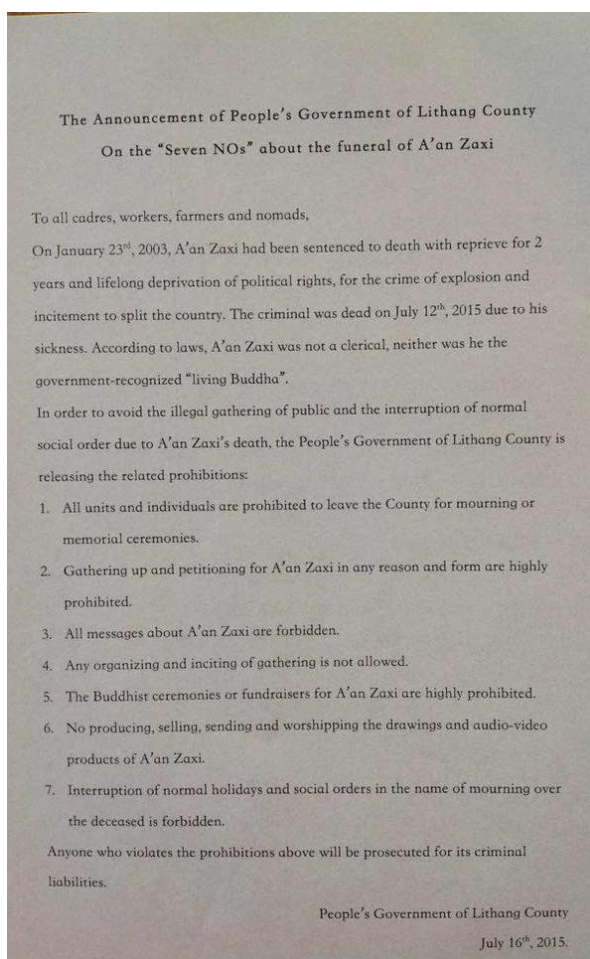 The Announcement of People's Government of Lithang County
On the "Seven NOs" about the funeral of A'an Zaxi
To all cadres, workers, farmers and nomads,
On January 23rd, 2003, A'an Zaxi had been sentenced to death with reprieve for 2
years and lifelong deprivation of political rights, for the crime of explosion and
incitement to split the country. The criminal was dead on July 12th, 2015 due to his
sickness. According to laws, A'an Zaxi was not a clerical, neither was he the
government-recognized "living Buddha".
In order to avoid the illegal gathering of public and the interruption of normal
social order due to A'an Zaxi's death, the People's Government of Lithang County is
releasing the related prohibitions:
1. All units and individuals are prohibited to leave the County for mourning or
memorial ceremonies.
2. Gathering up and petitioning for A'an Zaxi in any reason and form are highly
prohibited.
3. All messages about A'an Zaxi are forbidden.
4. Any organizing and inciting of gathering is not allowed.
5. The Buddhist ceremonies or fundraisers for A'an Zaxi are highly prohibited.
6. No producing, selling, sending and worshipping the drawings and audio-video
products of A'an Zaxi.
7. Interruption of normal holidays and social orders in the name of mourning over
the deceased is forbidden.
Anyone who violates the prohibitions above will be prosecuted for its criminal
liabilities.
People's Government of Lithang County
July 16th, 2015.